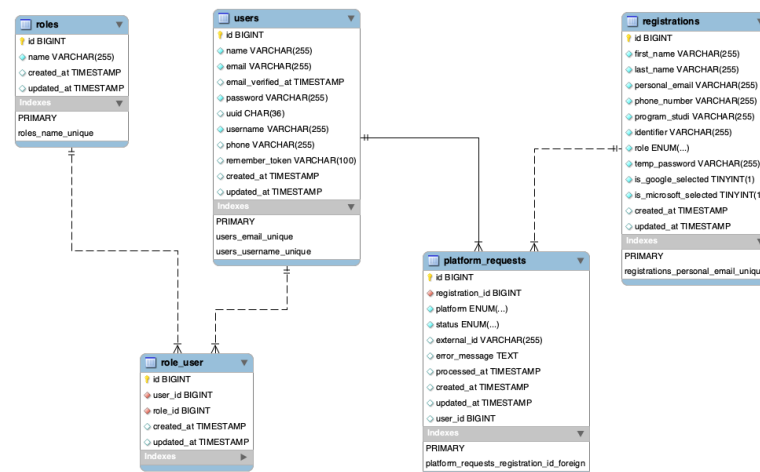 roles
id BIGINT
name VARCHAR(255)
created_at TIMESTAMP
updated_at TIMESTAMP
Indexes
PRIMARY
roles_name_unique
users
id BIGINT
name VARCHAR(255)
email VARCHAR(255)
email_verified_at TIMESTAMP
password VARCHAR(255)
uuid CHAR(36)
username VARCHAR(255)
phone VARCHAR(255)
remember_token VARCHAR(100)
created_at TIMESTAMP
updated_at TIMESTAMP
Indexes
PRIMARY
users_email_unique
users_username_unique
registrations
id BIGINT
first_name VARCHAR(255)
last_name VARCHAR(255)
personal_email VARCHAR(255)
phone_number VARCHAR(255)
program_studi VARCHAR(255)
identifier VARCHAR(255)
role ENUM(...)
temp_password VARCHAR(255)
is_google_selected TINYINT(1)
is_microsoft_selected TINYINT(1
created_at TIMESTAMP
updated_at TIMESTAMP
Indexes
PRIMARY
registrations_personal_email_uniqu
role_user
id BIGINT
user_id BIGINT
role_id BIGINT
created_at TIMESTAMP
updated_at TIMESTAMP
Indexes
platform_requests
id BIGINT
registration_id BIGINT
platform ENUM(...)
status ENUM(...)
external_id VARCHAR(255)
error_message TEXT
processed_at TIMESTAMP
created_at TIMESTAMP
updated_at TIMESTAMP
user_id BIGINT
Indexes
PRIMARY
platform_requests_registration_id_foreign